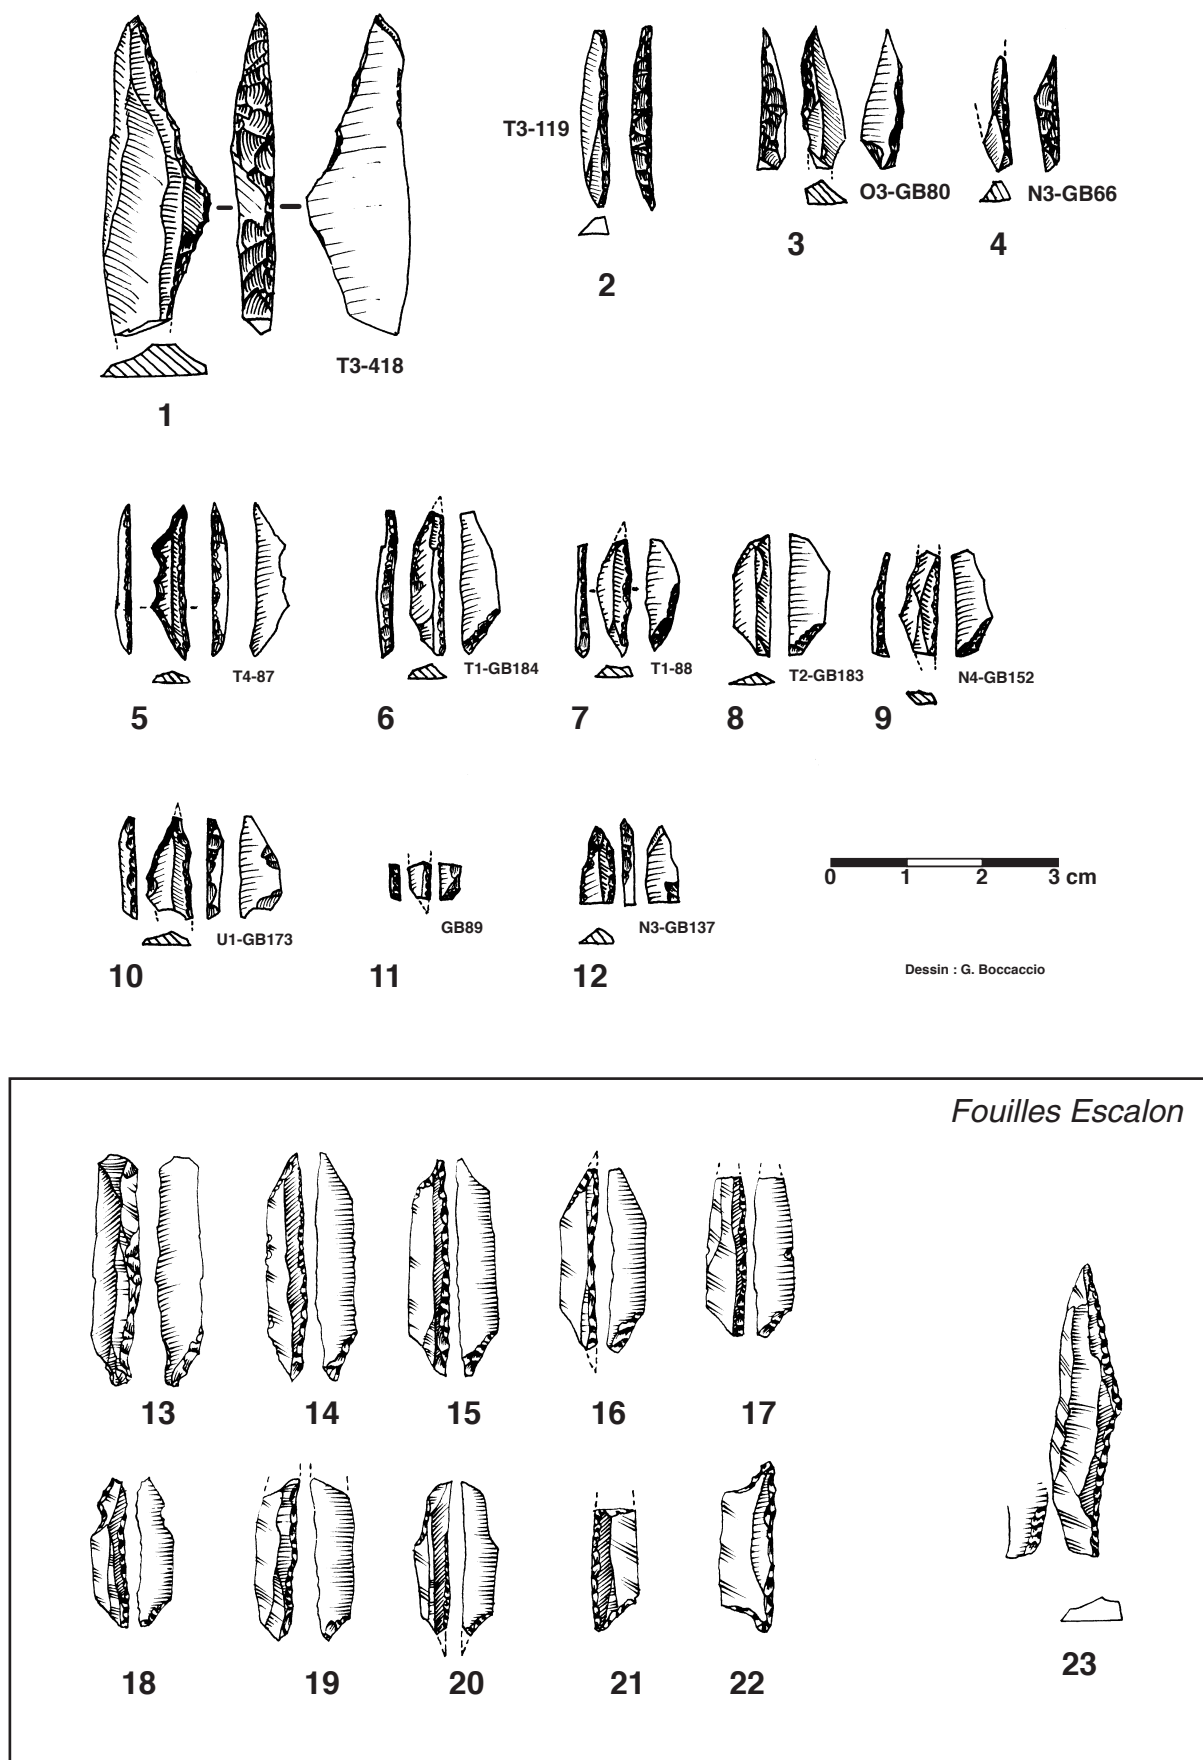 T3-119
O3-GB80
N3-GB66
3
4
2
T3-418
1
T4-87
T1-GB184
T1-88
T2-GB183
N4-GB152
5
6
7
8
9
0 1 2 3 cm
U1-GB173
GB89
N3-GB137
10
11
12
Dessin : G. Boccaccio
Fouilles Escalon
13
14
15
16
17
18
19
20
21
22
23